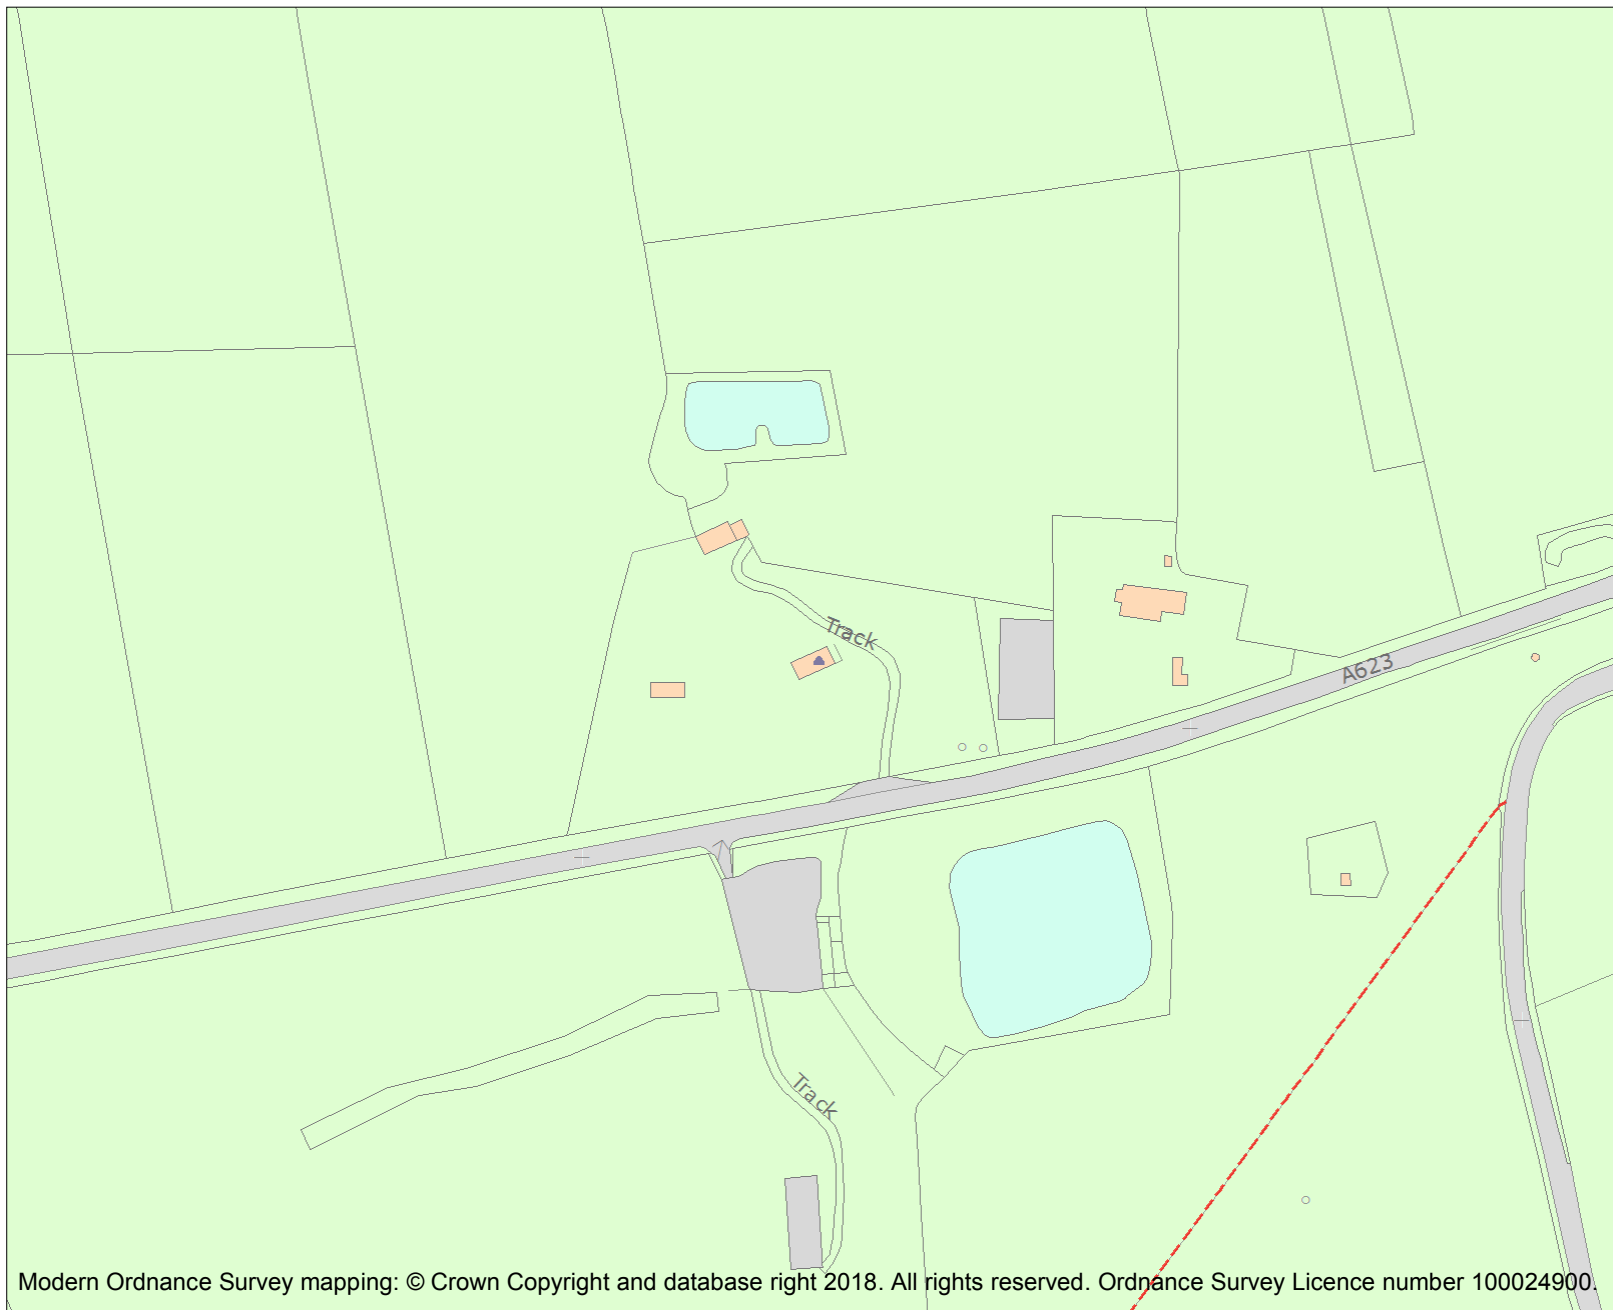 Track
A623
Track
Modern Ordnance Survey mapping: © Crown Copyright and database right 2018. All rights reserved. Ordnance Survey Licence number 100024900.